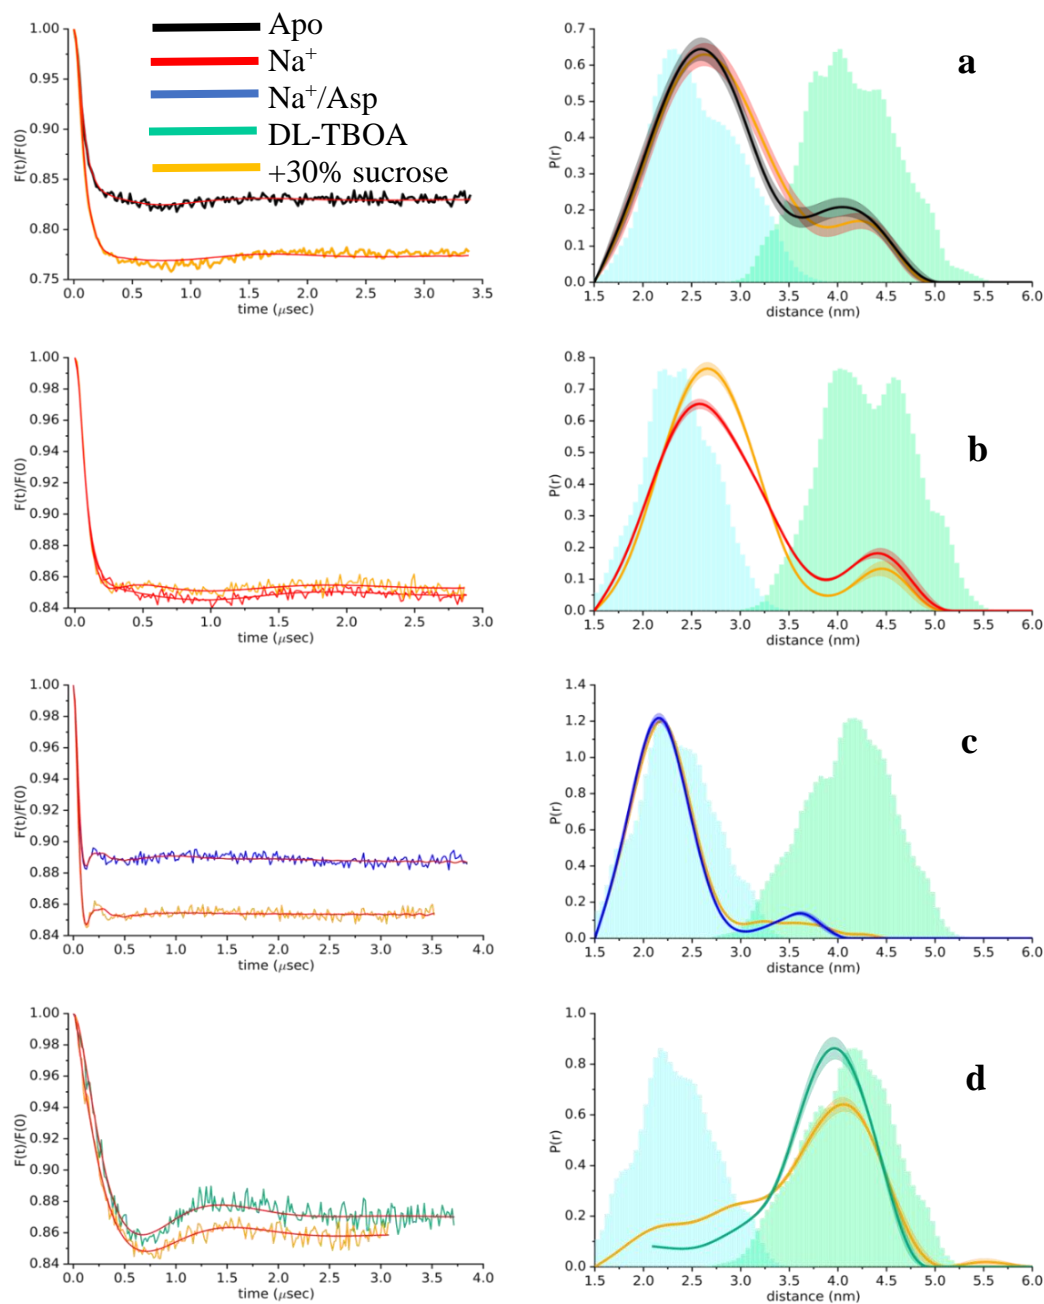 1.00
0.95
0.90
0.85
0.80
0.75
F(t)/F(0)
0.0 0.5 1.0 1.5 2.0 2.5 3.0 3.5
time (μsec)
Apo
Na⁺
Na⁺/Asp
DL-TBOA
+30% sucrose
0.7
0.6
0.5
0.4
0.3
0.2
0.1
0.0
P(r)
1.5 2.0 2.5 3.0 3.5 4.0 4.5 5.0 5.5 6.0
distance (nm)
a
1.00
0.98
0.96
0.94
0.92
0.90
0.88
0.86
0.84
F(t)/F(0)
0.0 0.5 1.0 1.5 2.0 2.5 3.0
time (μsec)
0.8
0.7
0.6
0.5
0.4
0.3
0.2
0.1
0.0
P(r)
1.5 2.0 2.5 3.0 3.5 4.0 4.5 5.0 5.5 6.0
distance (nm)
b
1.00
0.98
0.96
0.94
0.92
0.90
0.88
0.86
0.84
F(t)/F(0)
0.0 0.5 1.0 1.5 2.0 2.5 3.0 3.5 4.0
time (μsec)
1.4
1.2
1.0
0.8
0.6
0.4
0.2
0.0
P(r)
1.5 2.0 2.5 3.0 3.5 4.0 4.5 5.0 5.5 6.0
distance (nm)
c
1.00
0.98
0.96
0.94
0.92
0.90
0.88
0.86
0.84
F(t)/F(0)
0.0 0.5 1.0 1.5 2.0 2.5 3.0 3.5 4.0
time (μsec)
1.0
0.8
0.6
0.4
0.2
0.0
P(r)
1.5 2.0 2.5 3.0 3.5 4.0 4.5 5.0 5.5 6.0
distance (nm)
d